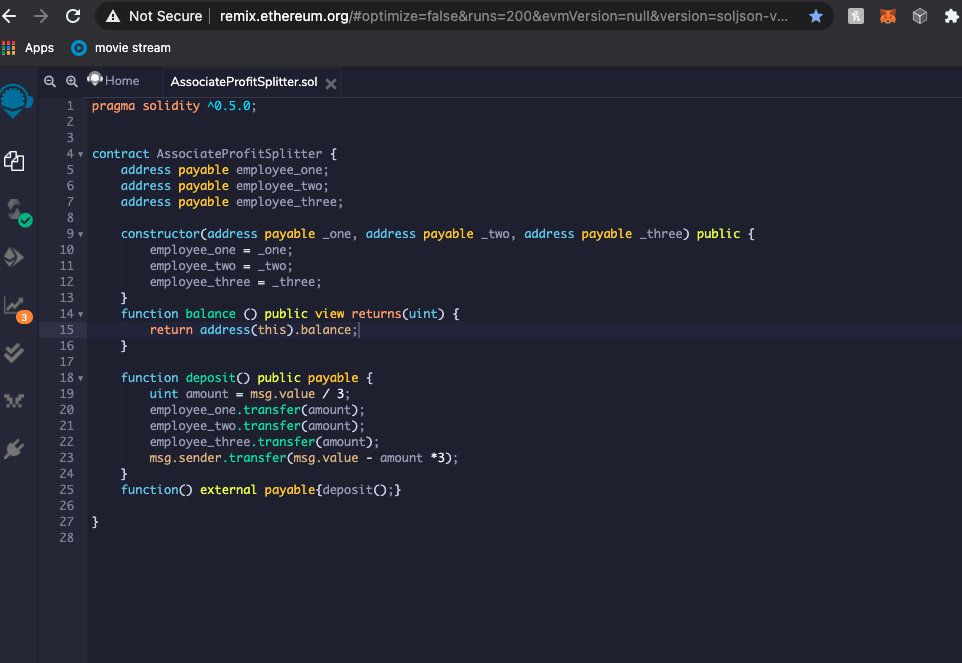 Not Secure | remix.ethereum.org/#optimize=false&runs=200&evmVersion=null&version=soljson-v...
Apps movie stream
Home AssociateProfitSplitter.sol
1 pragma solidity ^0.5.0;
2
3
4 contract AssociateProfitSplitter {
5     address payable employee_one;
6     address payable employee_two;
7     address payable employee_three;
8
9     constructor(address payable _one, address payable _two, address payable _three) public {
10         employee_one = _one;
11         employee_two = _two;
12         employee_three = _three;
13     }
14     function balance () public view returns(uint) {
15         return address(this).balance;
16     }
17
18     function deposit() public payable {
19         uint amount = msg.value / 3;
20         employee_one.transfer(amount);
21         employee_two.transfer(amount);
22         employee_three.transfer(amount);
23         msg.sender.transfer(msg.value - amount *3);
24     }
25     function() external payable{deposit();}
26
27 }
28
3